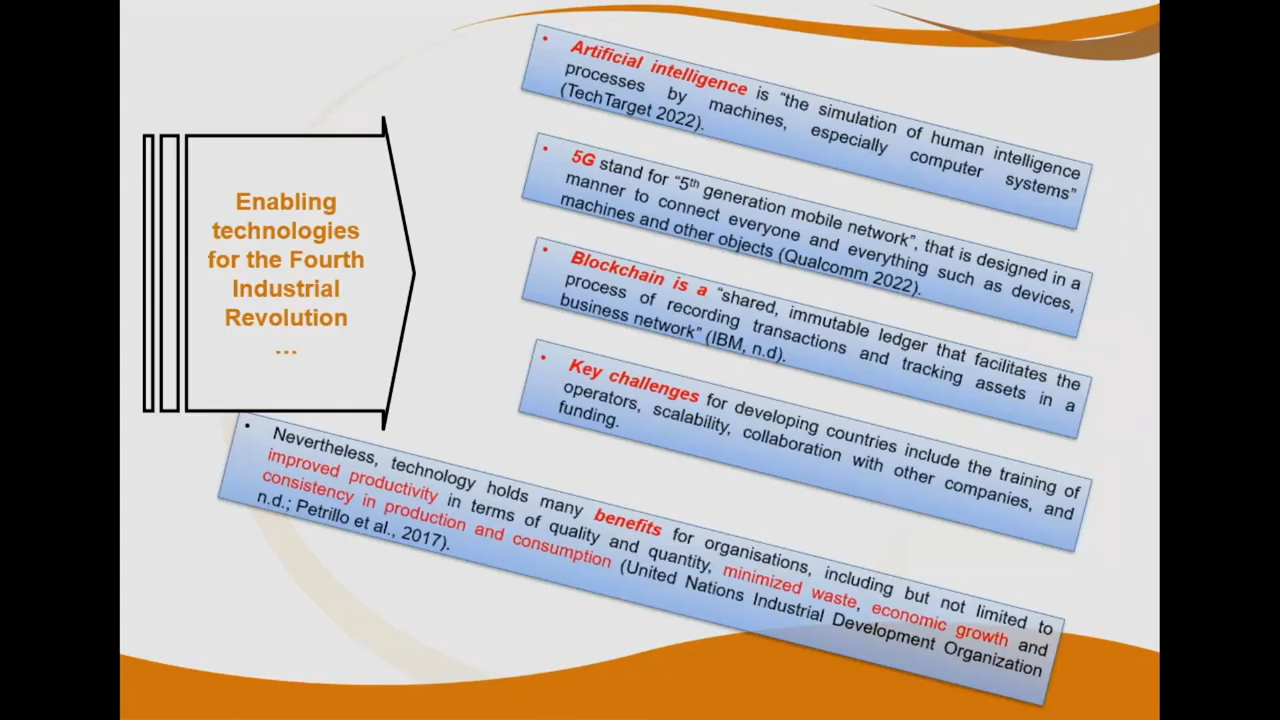 Enabling
technologies
for the Fourth
Industrial
Revolution
…
• Artificial intelligence is “the simulation of human intelligence
processes by machines, especially computer systems”
(TechTarget 2022).
• 5G stand for “5th generation mobile network”, that is designed in a
manner to connect everyone and everything such as devices,
machines and other objects (Qualcomm 2022).
• Blockchain is a “shared, immutable ledger that facilitates the
process of recording transactions and tracking assets in a
business network” (IBM, n.d).
• Key challenges for developing countries include the training of
operators, scalability, collaboration with other companies, and
funding.
• Nevertheless, technology holds many benefits for organisations, including but not limited to
improved productivity in terms of quality and quantity, minimized waste, economic growth and
consistency in production and consumption (United Nations Industrial Development Organization
n.d.; Petrillo et al., 2017).